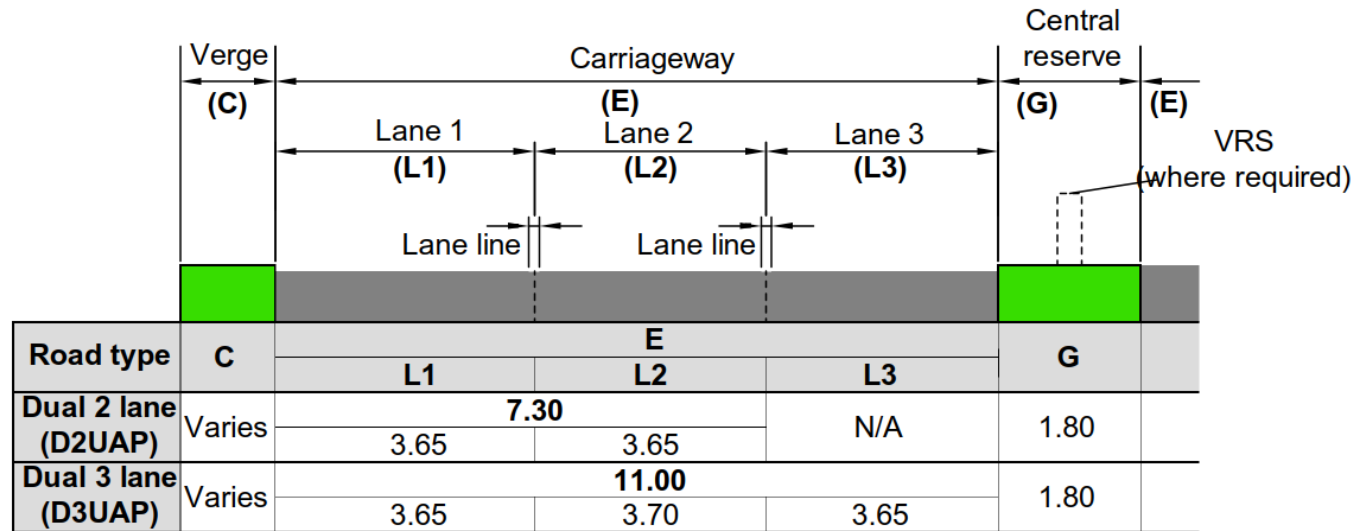 Verge
(C)
Carriageway
(E)
Central
reserve
(G)
(E)
Lane 1
(L1)
Lane 2
(L2)
Lane 3
(L3)
VRS
(where required)
Lane line
Lane line
Road type
C
E
G
L1
L2
L3
Dual 2 lane
(D2UAP)
Varies
7.30
3.65
3.65
N/A
1.80
Dual 3 lane
(D3UAP)
Varies
11.00
3.65
3.70
3.65
1.80